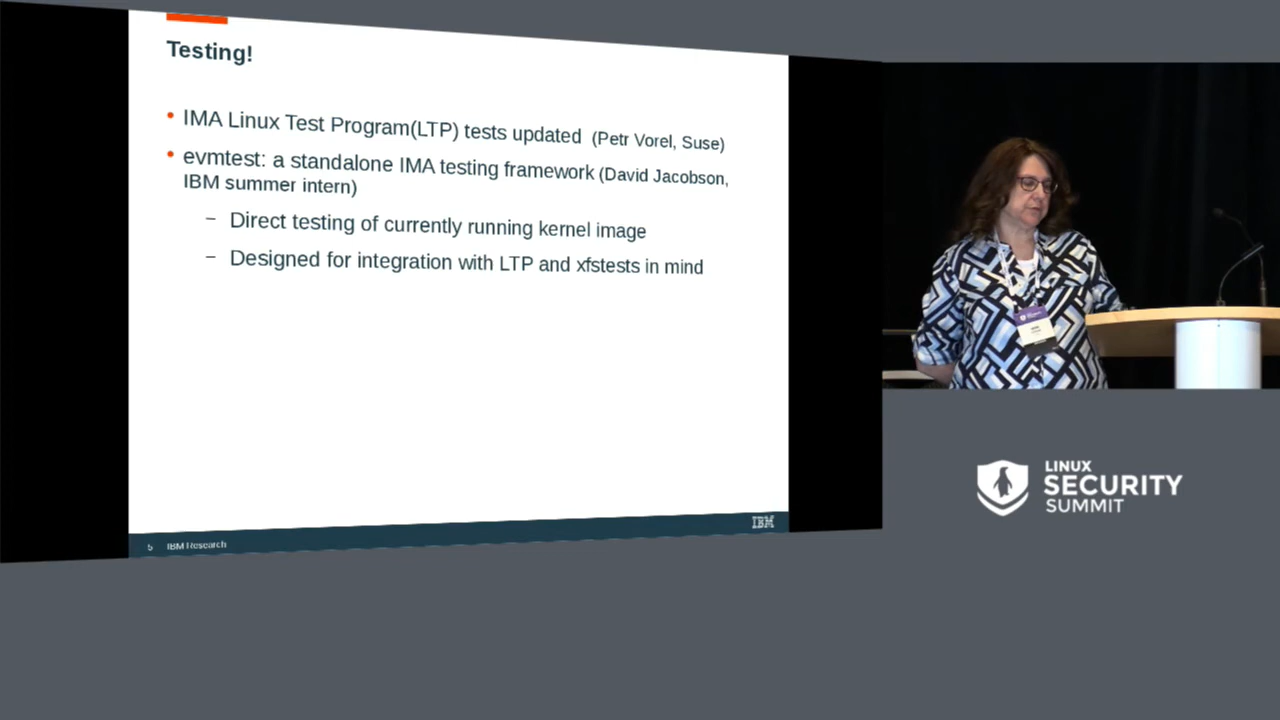 Testing!
• IMA Linux Test Program(LTP) tests updated (Petr Vorel, Suse)
• evmtest: a standalone IMA testing framework (David Jacobson,
IBM summer intern)
– Direct testing of currently running kernel image
– Designed for integration with LTP and xfstests in mind
5 IBM Research
IBM
LINUX
SECURITY
SUMMIT